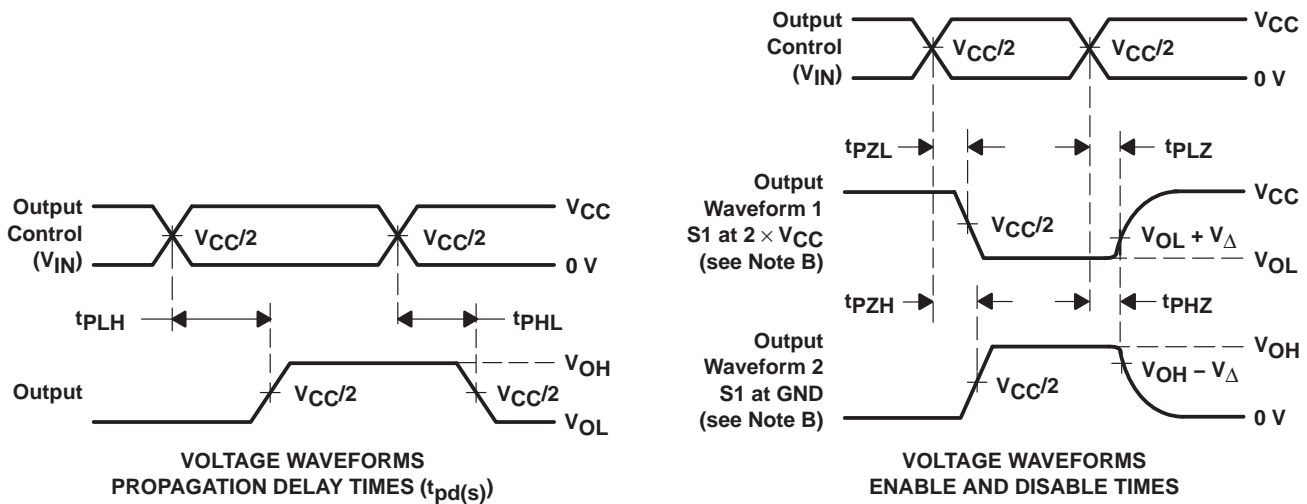 Output
Control
(VIN)
VCC/2
VCC/2
VCC
0 V
tPLH
tPHL
Output
VCC/2
VCC/2
VOH
VOL
VOLTAGE WAVEFORMS
PROPAGATION DELAY TIMES (tpd(s))
Output
Control
(VIN)
VCC/2
VCC/2
VCC
0 V
tPZL
tPLZ
Output
Waveform 1
S1 at 2 × VCC
(see Note B)
VCC/2
VCC
VOL + VΔ
VOL
tPZH
tPHZ
Output
Waveform 2
S1 at GND
(see Note B)
VCC/2
VOH
VOH − VΔ
0 V
VOLTAGE WAVEFORMS
ENABLE AND DISABLE TIMES